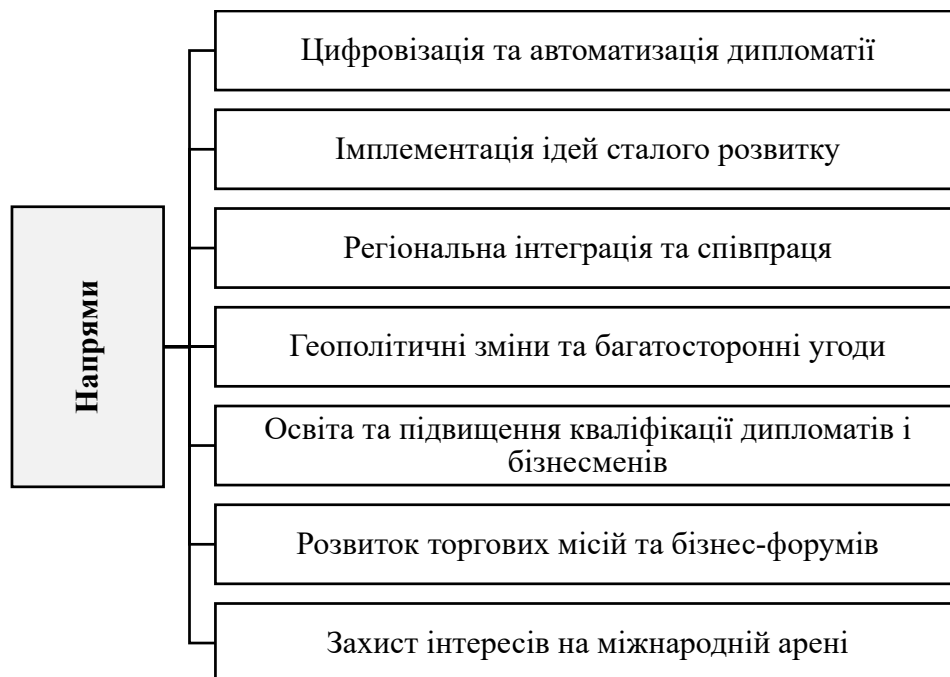 Напрями
Цифровізація та автоматизація дипломатії
Імплементація ідей сталого розвитку
Регіональна інтеграція та співпраця
Геополітичні зміни та багатосторонні угоди
Освіта та підвищення кваліфікації дипломатів і
бізнесменів
Розвиток торгових місій та бізнес-форумів
Захист інтересів на міжнародній арені